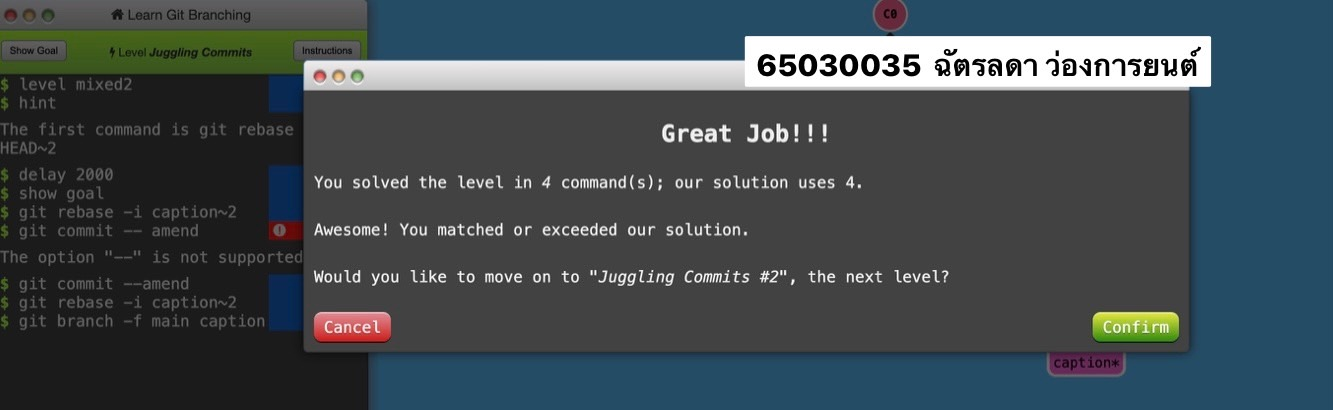 Learn Git Branching
C0
Show Goal
Level Juggling Commits
Instructions
65030035 ฉัตรลดา ว่องการยนต์
$ level mixed2
$ hint
The first command is git rebase
HEAD~2
$ delay 2000
$ show goal
$ git rebase -i caption~2
$ git commit -- amend
The option "--" is not supported
$ git commit --amend
$ git rebase -i caption~2
$ git branch -f main caption
Great Job!!!
You solved the level in 4 command(s); our solution uses 4.
Awesome! You matched or exceeded our solution.
Would you like to move on to "Juggling Commits #2", the next level?
Cancel
Confirm
caption*